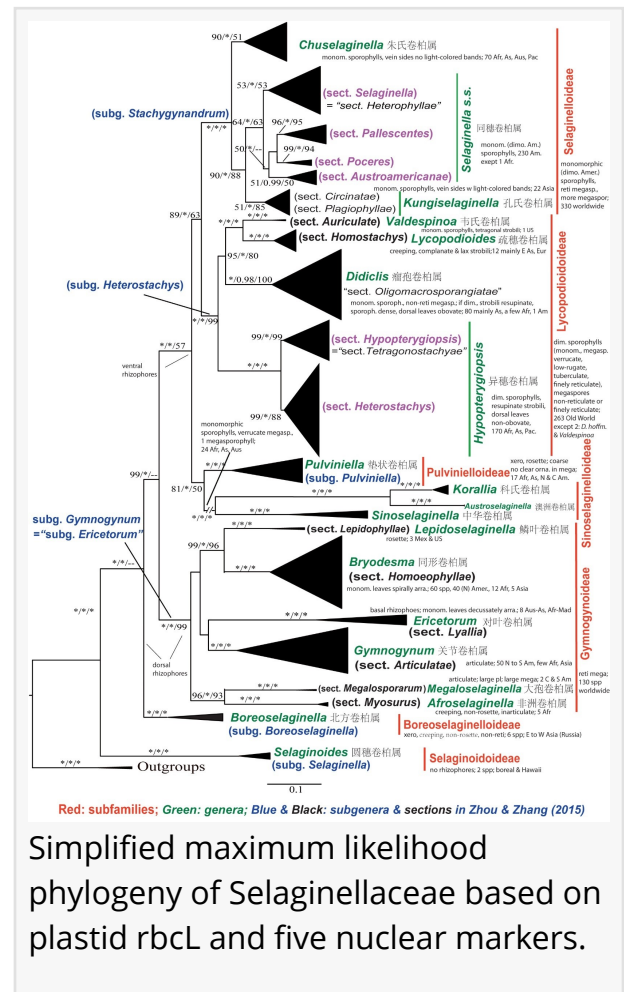 90/*/51
Chuselaginella 朱氏卷柏属
monom. sporophylls, vein sides no light-colored bands; 70 Afr, As, Aus, Pac
53/*/53
(sect. Selaginella)
= “sect. Heterophyllae”
(subg. Stachygynandrum)
*/*/*
64/*/63
96/*/95
(sect. Pallescentes)
50/*/--
99/*/94
(sect. Poceres)
(sect. Austroamericanae)
90/*/88
51/0.99/50
Selaginella s.s.
同穗卷柏属
monom. (dimo. Am.)
sporophylls, 230 Am.
exept 1 Afr.
monom. sporophylls, vein sides w light-colored bands; 22 Asia
Selaginelloideae
monomorphic
(dimo. Amer.)
sporophylls,
reti megasp.,
more megaspor;
330 worldwide
51/*/85
(sect. Circinatae)
(sect. Plagiophyllae)
Kungiselaginella 孔氏卷柏属
89/*/63
*/*/*
*/*/*
(sect. Auriculate) Valdespinoa 韦氏卷柏属
monom. sporophylls, tetragonal strobili; 1 US
*/*/*
(sect. Homostachys) Lycopodioides 疏穗卷柏属
creeping, complanate & lax strobili;12 mainly E As, Eur
95/*/80
(subg. Heterostachys)
*/0.98/100
Didiclis 瘤孢卷柏属
“sect. Oligomacrosporangiatae”
monom. sporoph., non-reti megasp.; if dim., strobili resupinate,
sporoph. dense, dorsal leaves obovate; 80 mainly As, a few Afr, 1 Am
*/*/99
99/*/99
(sect. Hypopterygiopsis)
=“sect.Tetragonostachyae”
*/*/*
99/*/88
(sect. Heterostachys)
Hypopterygiopsis
异穗卷柏属
dim. sporophylls,
resupinate strobili,
dorsal leaves
non-obovate,
170 Afr, As, Pac.
Lycopodioidoideae
dim. sporophylls
(monom., megasp.
verrucate,
low-rugate,
tuberculate,
finely reticulate),
megaspores
non-reticulate or
finely reticulate;
263 Old World
except 2: D. hoffm.
& Valdespinoa
*/*/57
ventral
rhizophores
monomorphic
sporophylls, verrucate megasp.,
1 megasporophyll;
24 Afr, As, Aus
*/*/*
Pulviniella 垫状卷柏属
(subg. Pulviniella)
Pulvinielloideae
xero, rosette; coarse
no clear orna. in mega;
17 Afr, As, N & C Am.
99/*/--
81/*/50
*/*/*
*/*/*
Korallia 科氏卷柏属
*/*/*
Austroselaginella 澳洲卷柏属
*/*/*
*/*/*
Sinoselaginella 中华卷柏属
Sinoselaginelloideae
subg. Gymnogynum
=“subg. Ericetorum”
*/*/*
(sect. Lepidophyllae) Lepidoselaginella 鳞叶卷柏属
rosette; 3 Mex & US
99/*/96
*/*/*
Bryodesma 同形卷柏属
(sect. Homoeophyllae)
monom. leaves spirally arra.; 60 spp, 40 (N) Amer., 12 Afr, 5 Asia
*/*/--
basal rhizophoes; monom. leaves decussately arra.; 8 Aus-As, Afr-Mad
*/*/*
Ericetorum 对叶卷柏属
(sect. Lyallia)
*/*/*
*/*/99
*/*/*
Gymnogynum 关节卷柏属
(sect. Articulatae) articulate; 50 N to S Am, few Afr, Asia
dorsal
rhizophores
articulate; large pl; large mega; 2 C & S Am
*/*/*
(sect. Megalosporarum) Megaloselaginella 大孢卷柏属
96/*/93
*/*/*
(sect. Myosurus) Afroselaginella 非洲卷柏属
creeping, non-rosette, inarticulate; 5 Afr
Gymnogynoideae
reti mega;
130 spp
worldwide
*/*/*
Boreoselaginella 北方卷柏属
(subg. Boreoselaginella)
Boreoselaginelloideae
xero, creeping, non-rosette, non-reti; 6 spp; E to W Asia (Russia)
*/*/*
Selaginoides 圆穗卷柏属
(subg. Selaginella)
Selaginoidoideae
no rhizophores; 2 spp; boreal & Hawaii
*/*/*
Outgroups
0.1
Red: subfamilies; Green: genera; Blue & Black: subgenera & sections in Zhou & Zhang (2015)
Simplified maximum likelihood
phylogeny of Selaginellaceae based on
plastid rbcL and five nuclear markers.